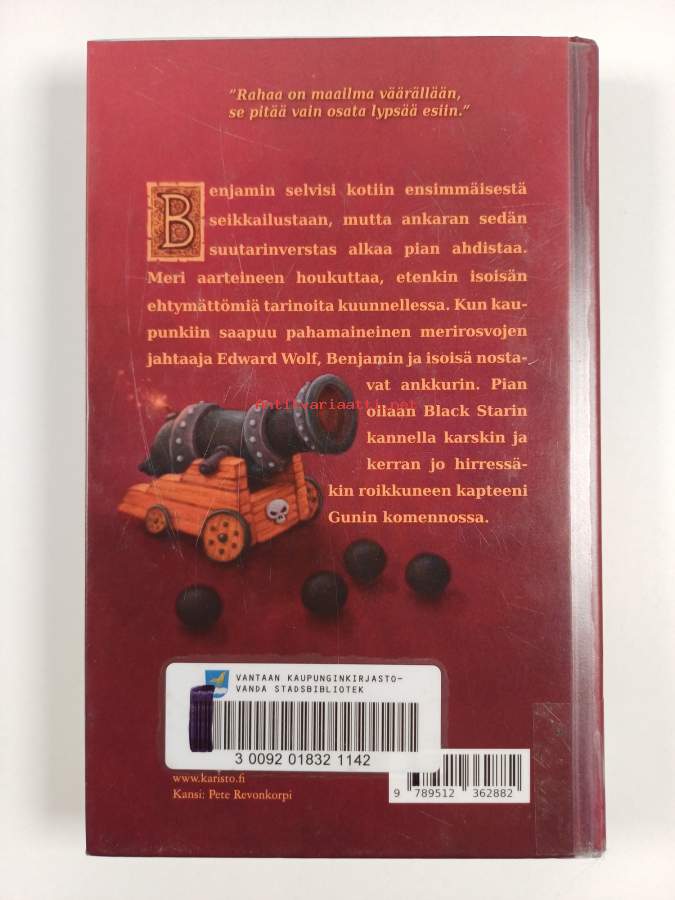 "Rahaa on maailma väärällään,
se pitää vain osata lypsää esiin."
Benjamin selvisi kotiin ensimmäisestä
seikkailustaan, mutta ankaran sedän
suutarinverstas alkaa pian ahdistaa.
Meri aarteineen houkuttaa, etenkin isoisän
ehtymättömiä tarinoita kuunnellessa. Kun kau-
punkiin saapuu pahamaineinen merirosvojen
jahtaaja Edward Wolf, Benjamin ja isoisä nosta-
vat ankkurin. Pian
ollaan Black Starin
kannella karskin ja
kerran jo hirressä-
kin roikkuneen kapteeni
Gunin komennossa.
Antikvariaatti.net
VANTAAN KAUPUNGINKIRJASTO-
VANDA STADSBIBLIOTEK
3 0092 01832 1142
www.karisto.fi
Kansi: Pete Revonkorpi
9 789512 362882